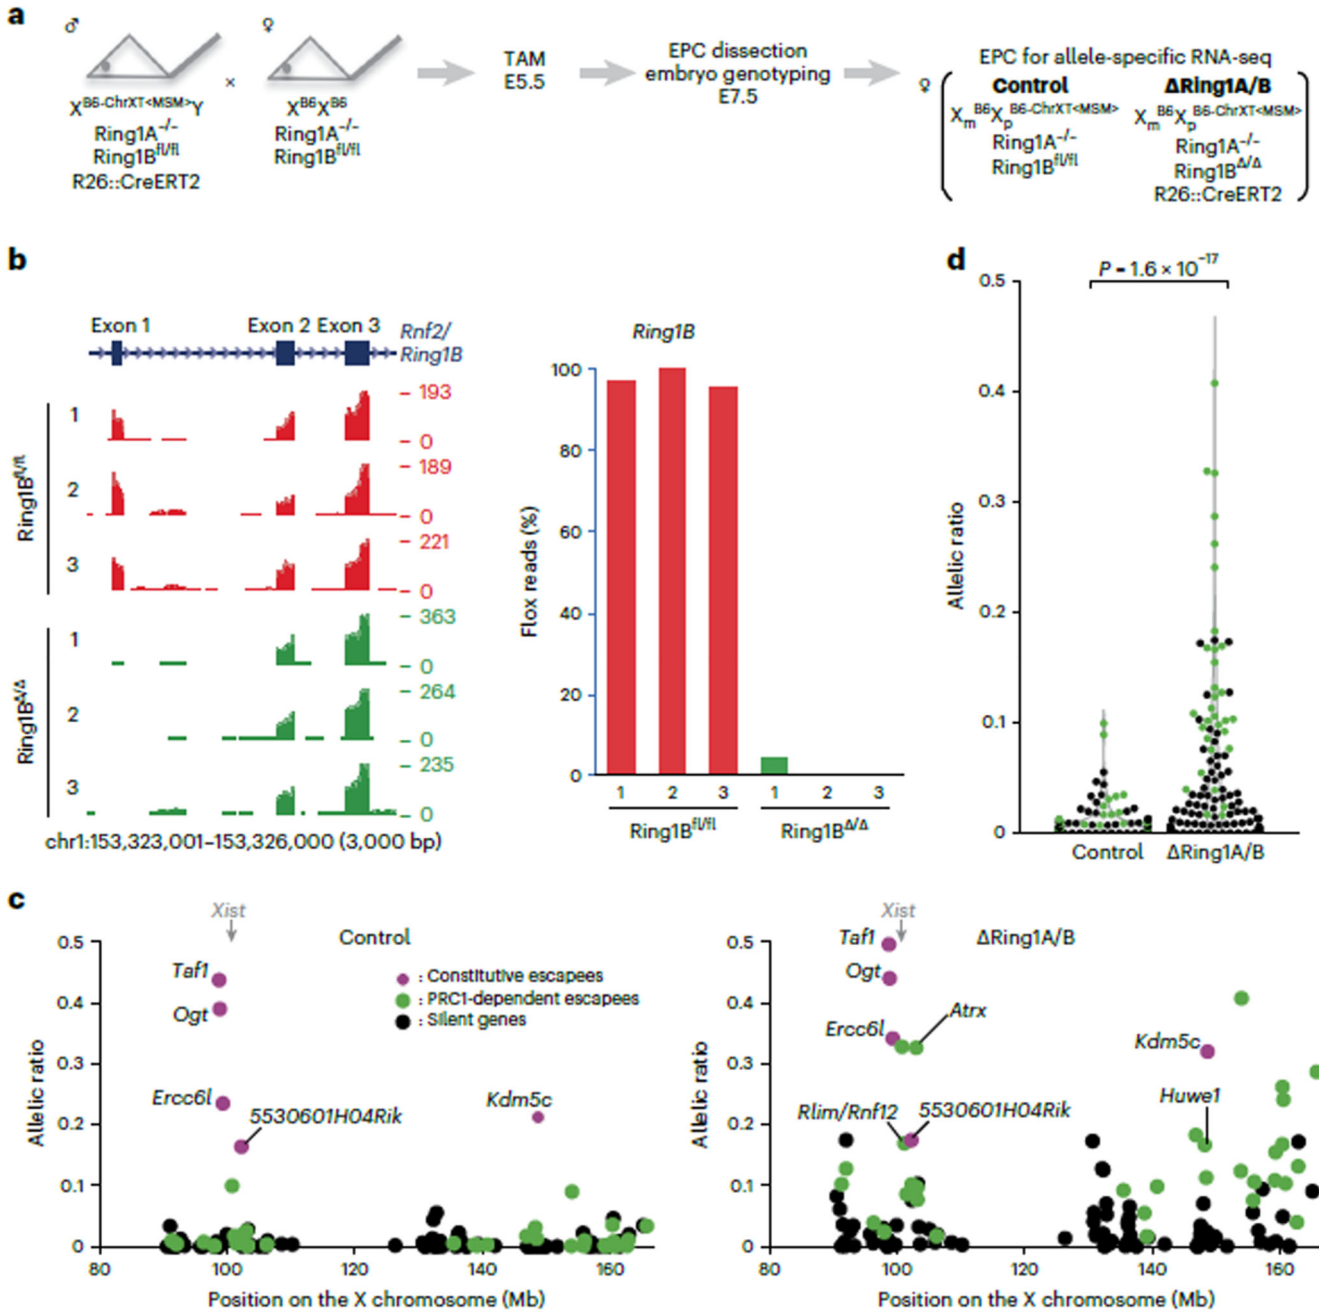 a
♂
♀
×
X^B6-ChrXT<MSM>Y
Ring1A^−/−
Ring1B^fl/fl
R26::CreERT2
X^B6X^B6
Ring1A^−/−
Ring1B^fl/fl
TAM
E5.5
EPC dissection
embryo genotyping
E7.5
EPC for allele-specific RNA-seq
♀
Control
X_m^B6X_p^B6-ChrXT<MSM>
Ring1A^−/−
Ring1B^fl/fl
ΔRing1A/B
X_m^B6X_p^B6-ChrXT<MSM>
Ring1A^−/−
Ring1B^Δ/Δ
R26::CreERT2
b
Exon 1 Exon 2 Exon 3 Rnf2/
Ring1B
Ring1B^fl/fl
1
193
0
2
189
0
3
221
0
Ring1B^Δ/Δ
1
363
0
2
264
0
3
235
0
chr1:153,323,001–153,326,000 (3,000 bp)
Ring1B
Flox reads (%)
100
80
60
40
20
0
1 2 3 1 2 3
Ring1B^fl/fl Ring1B^Δ/Δ
d
P = 1.6 × 10^−17
Allelic ratio
0.5
0.4
0.3
0.2
0.1
0
Control ΔRing1A/B
c
Xist
Control
Allelic ratio
0.5
0.4
0.3
0.2
0.1
0
Taf1
Ogt
Ercc6l
5530601H04Rik
Kdm5c
: Constitutive escapees
: PRC1-dependent escapees
: Silent genes
80 100 120 140 160
Position on the X chromosome (Mb)
Xist
ΔRing1A/B
Allelic ratio
0.5
0.4
0.3
0.2
0.1
0
Taf1
Ogt
Ercc6l
Atrx
Kdm5c
Rlim/Rnf12
5530601H04Rik
Huwe1
80 100 120 140 160
Position on the X chromosome (Mb)